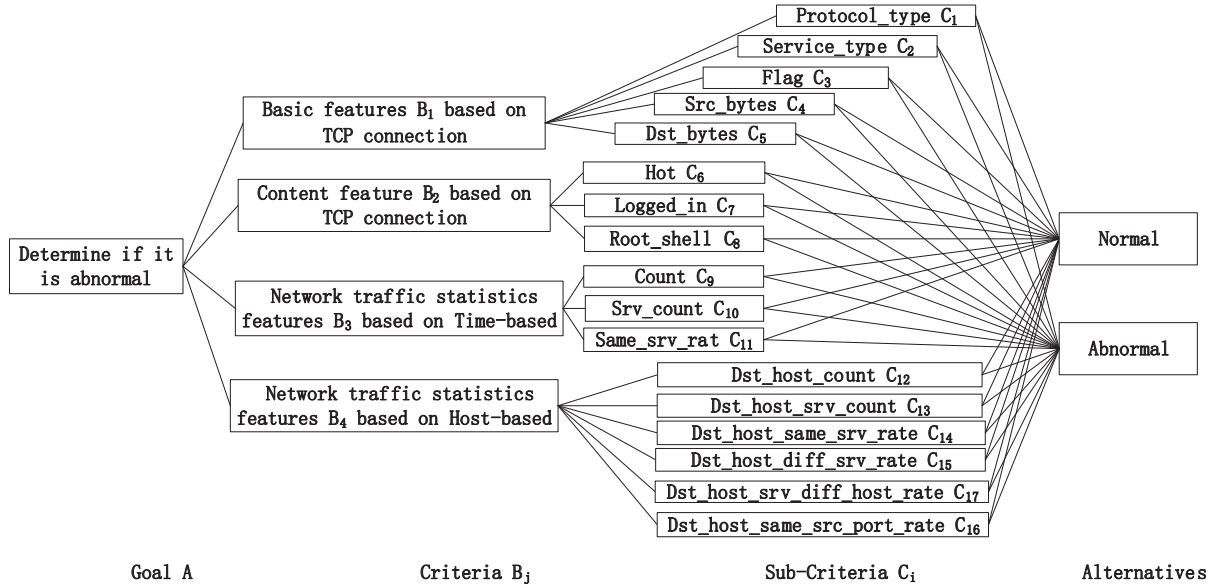 Protocol_type C1
Service_type C2
Flag C3
Src_bytes C4
Dst_bytes C5
Basic features B1 based on
TCP connection
Hot C6
Logged_in C7
Root_shell C8
Content feature B2 based on
TCP connection
Determine if it
is abnormal
Count C9
Srv_count C10
Same_srv_rat C11
Network traffic statistics
features B3 based on Time-based
Normal
Abnormal
Dst_host_count C12
Dst_host_srv_count C13
Dst_host_same_srv_rate C14
Dst_host_diff_srv_rate C15
Dst_host_srv_diff_host_rate C17
Dst_host_same_src_port_rate C16
Network traffic statistics
features B4 based on Host-based
Goal A
Criteria Bj
Sub-Criteria Ci
Alternatives